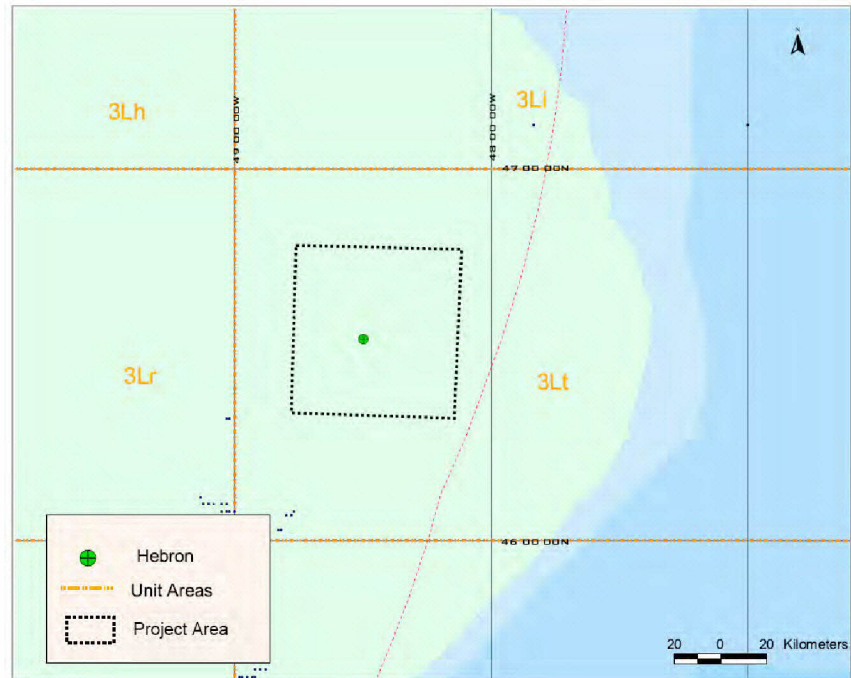 N
3Lh
49 00 00W
48 00 00W
3Li
47 00 00N
3Lr
3Lt
46 00 00N
Hebron
Unit Areas
Project Area
20 0 20 Kilometers